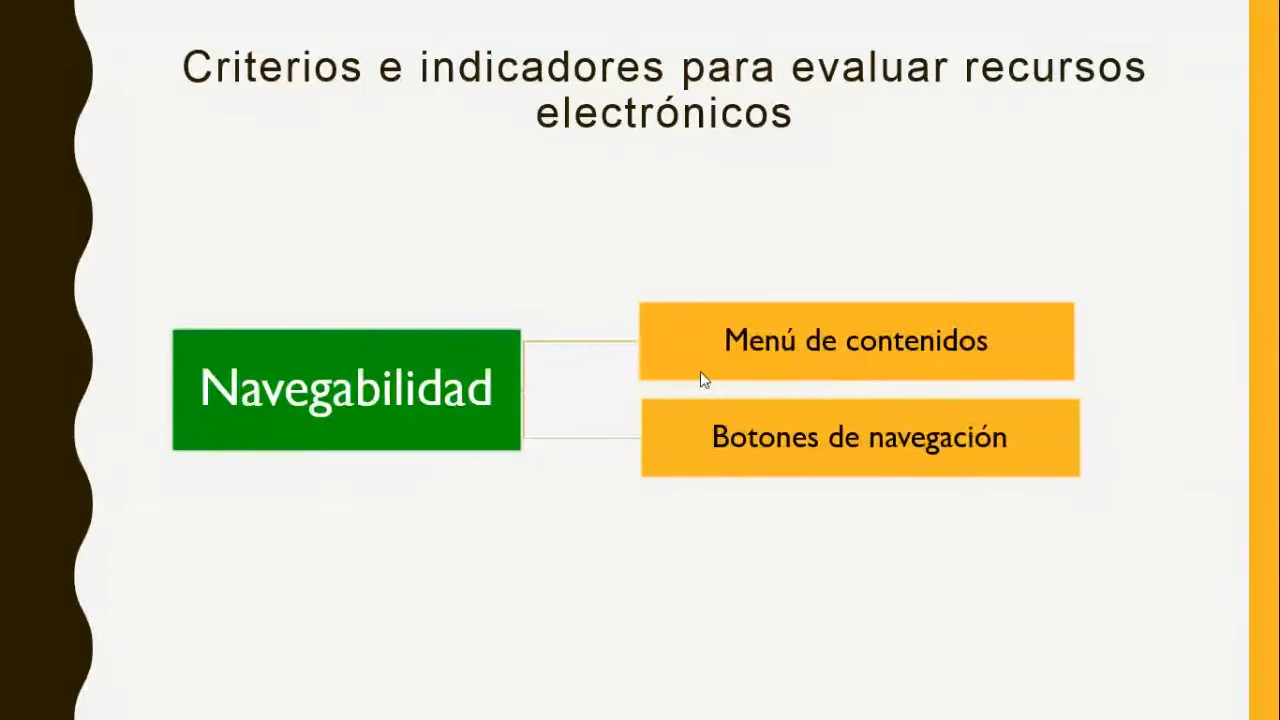 Criterios e indicadores para evaluar recursos
electrónicos
Navegabilidad
Menú de contenidos
Botones de navegación